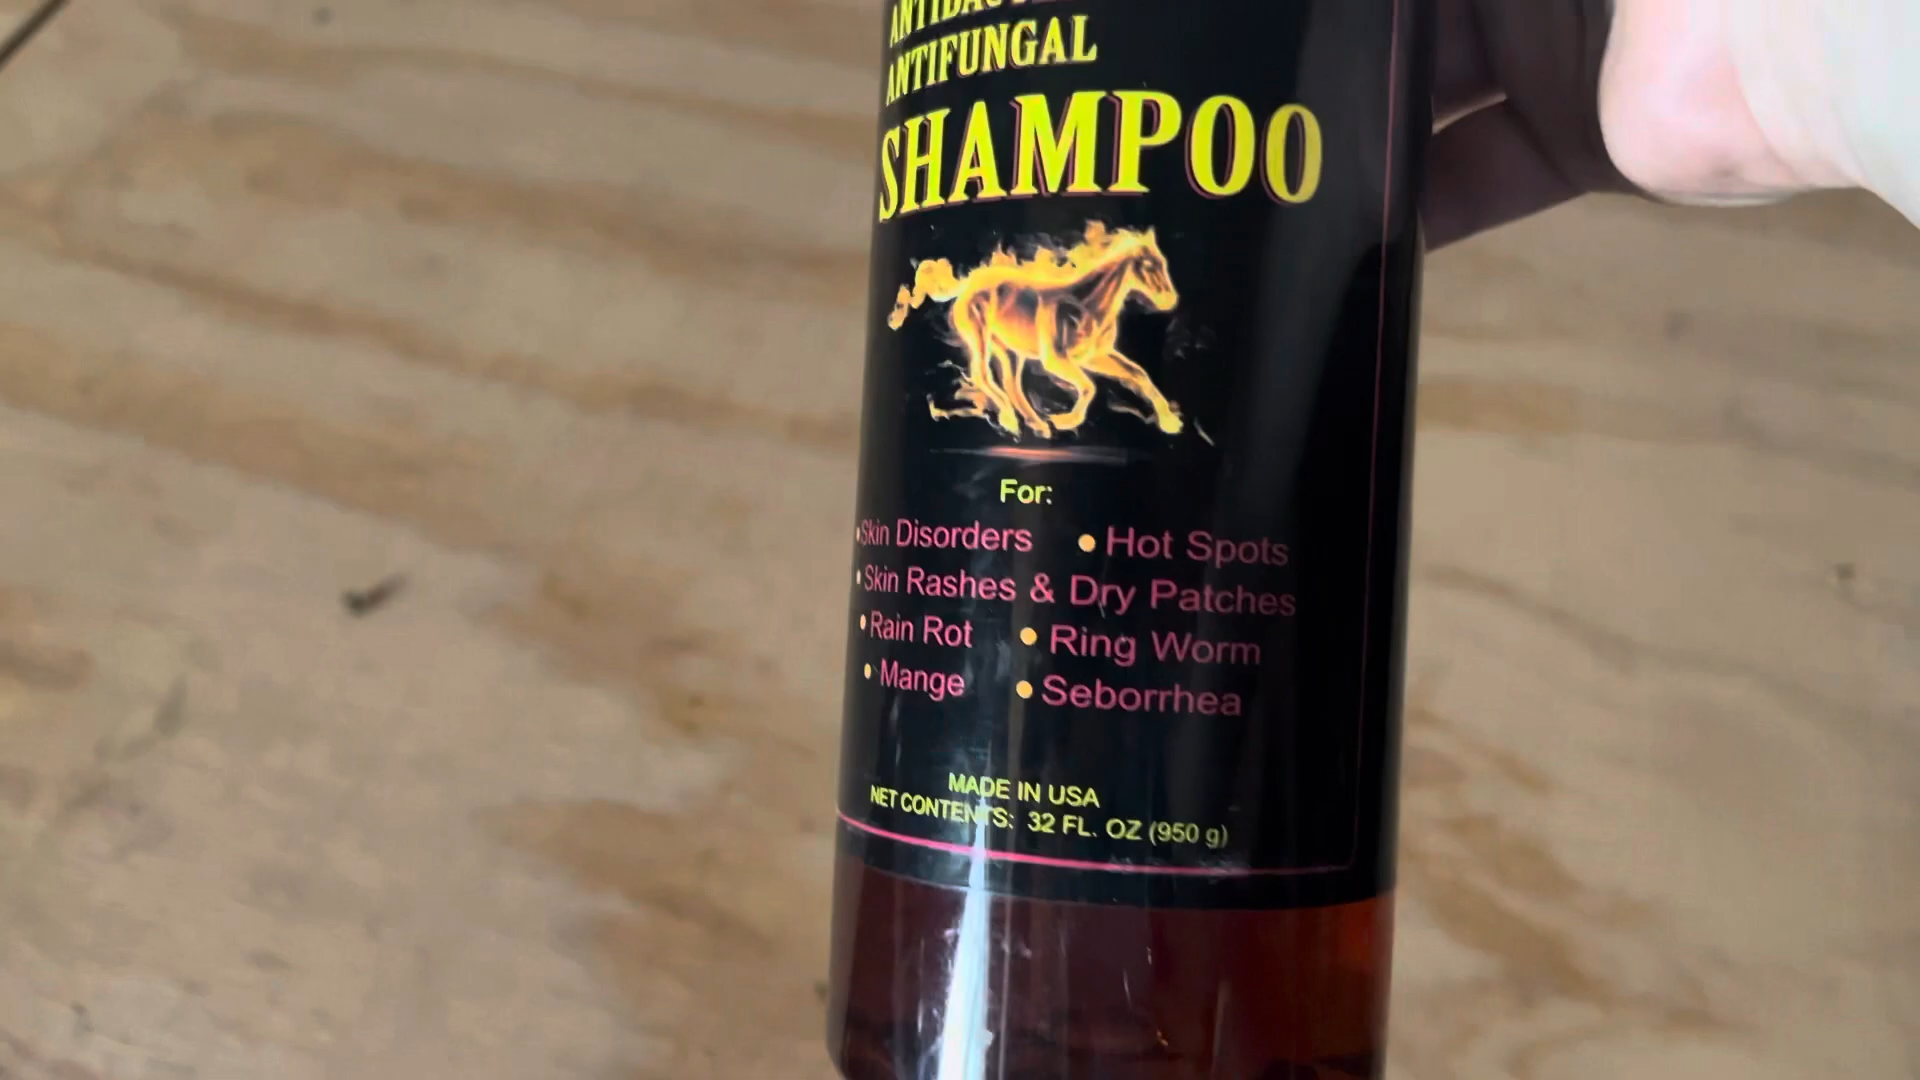 ANTIFUNGAL
SHAMPOO
For:
•Skin Disorders • Hot Spots
•Skin Rashes & Dry Patches
•Rain Rot • Ring Worm
•Mange • Seborrhea
MADE IN USA
NET CONTENTS: 32 FL. OZ (950 g)